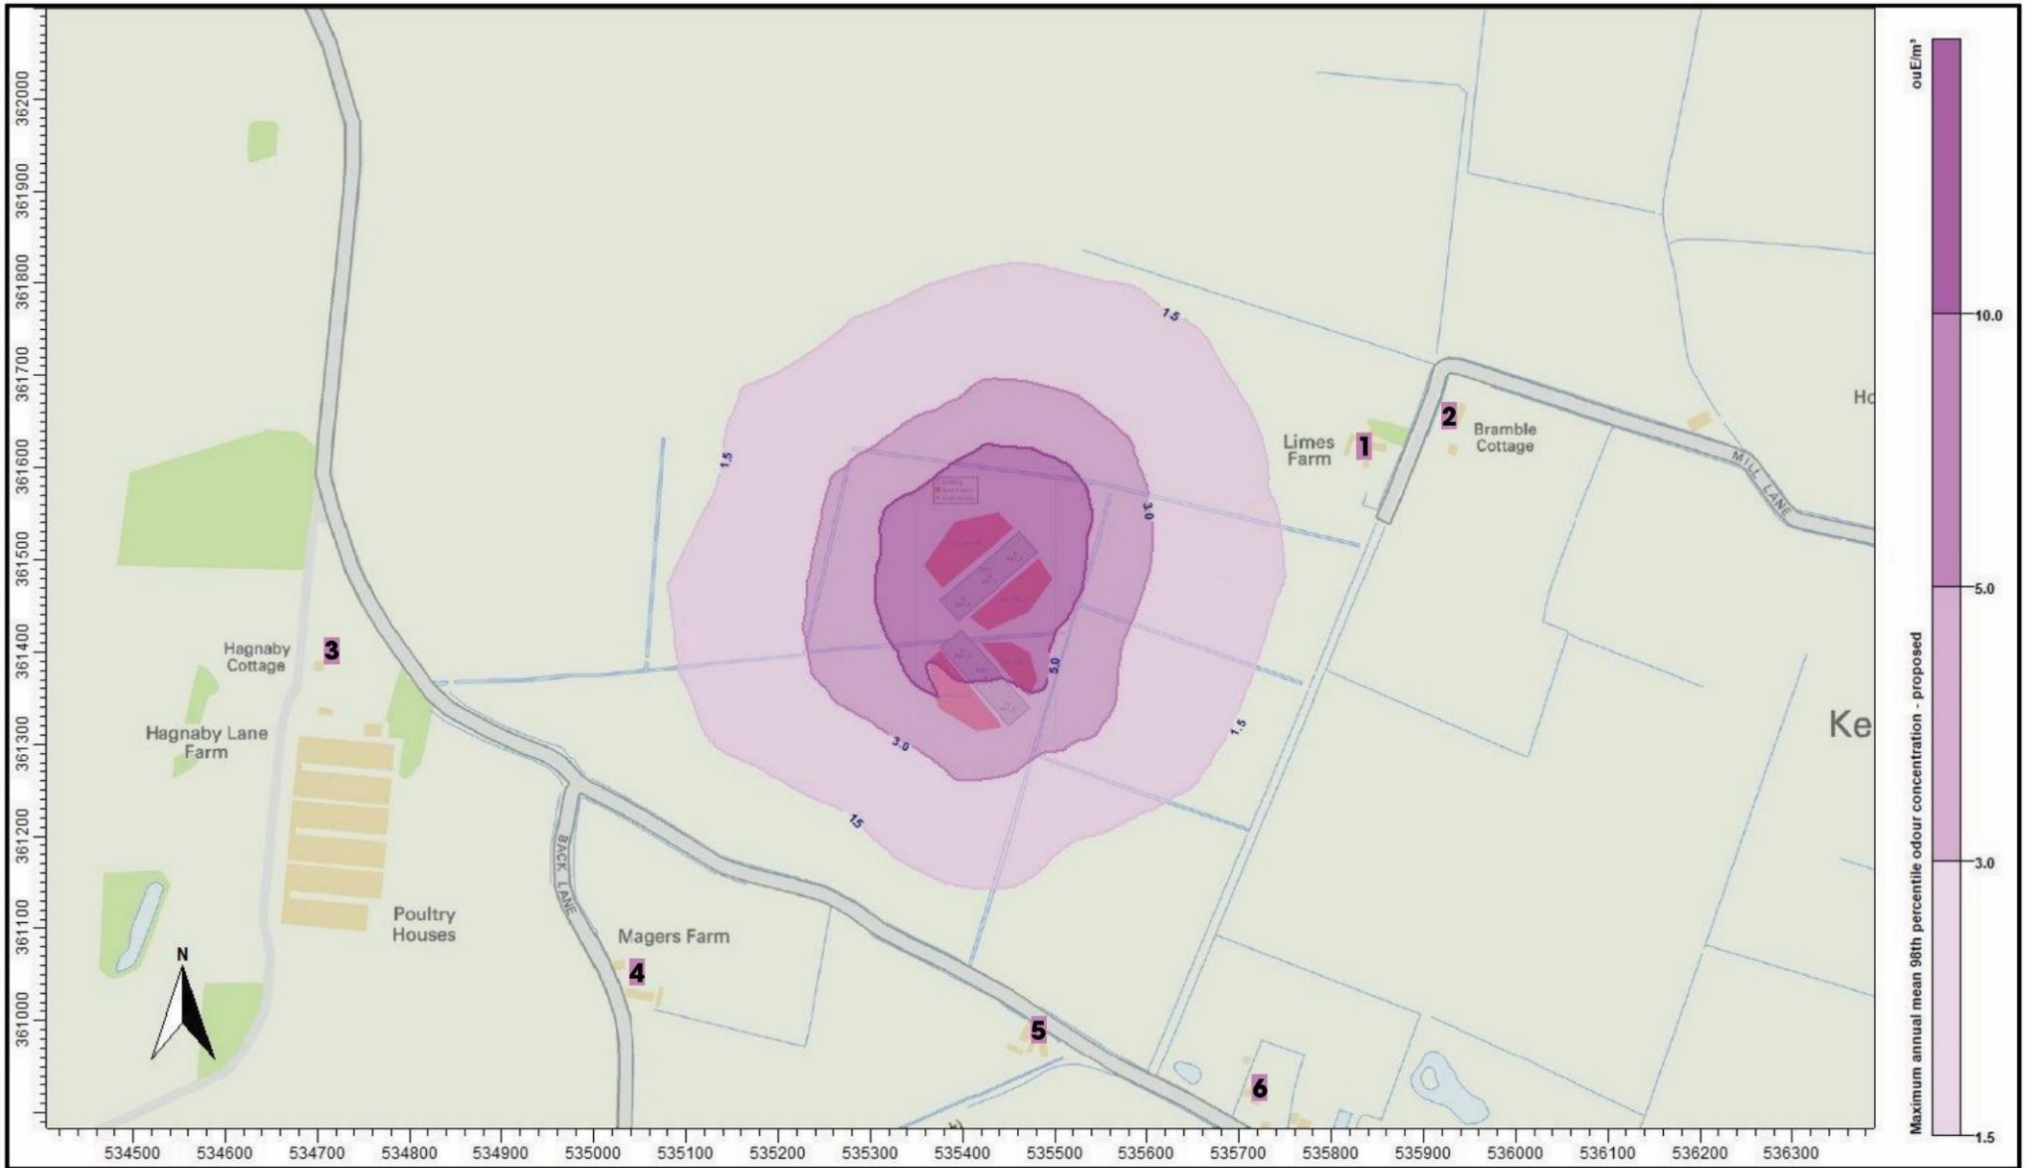 362000
361900
361800
361700
361600
361500
361400
361300
361200
361100
361000
534500
534600
534700
534800
534900
535000
535100
535200
535300
535400
535500
535600
535700
535800
535900
536000
536100
536200
536300
1.5
1.5
3.0
5.0
3.0
1.5
1.5
Limes
Farm
1
2
Bramble
Cottage
MILL LANE
Ho
Ke
Hagnaby
Cottage
3
Hagnaby Lane
Farm
Poultry
Houses
BACK LANE
Magers Farm
4
5
6
N
ouE/m³
10.0
5.0
3.0
1.5
Maximum annual mean 98th percentile odour concentration - proposed